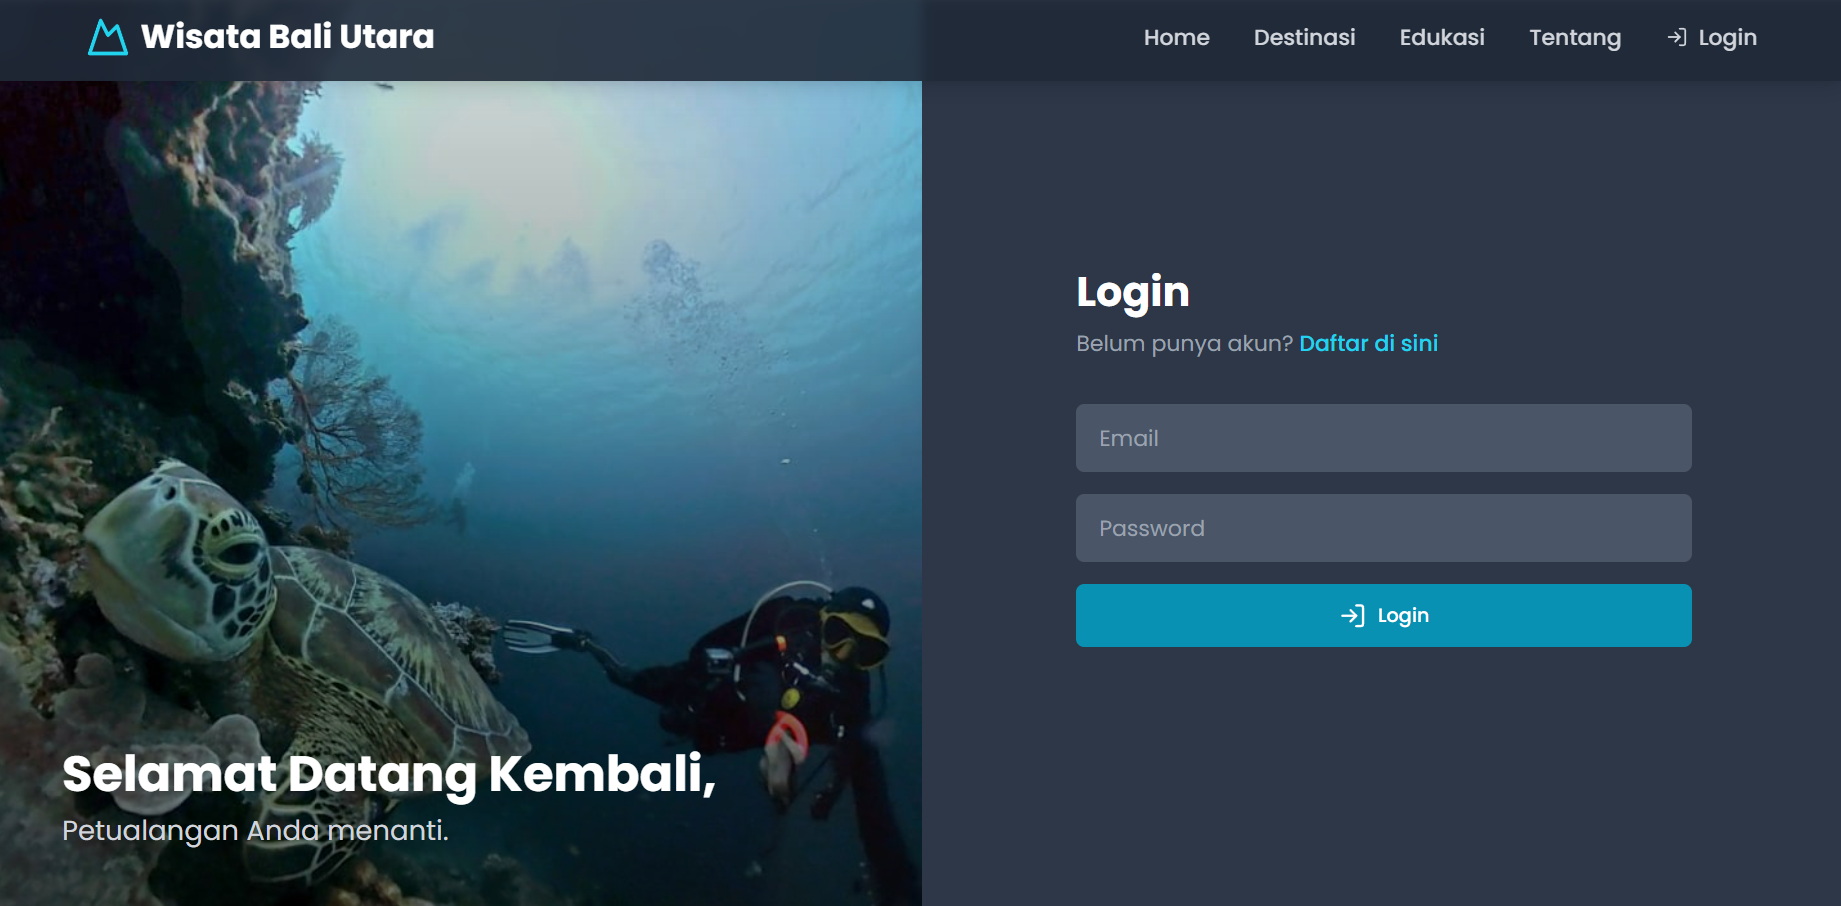 Wisata Bali Utara
Home Destinasi Edukasi Tentang Login
Login
Belum punya akun? Daftar di sini
Email
Password
Login
Selamat Datang Kembali,
Petualangan Anda menanti.